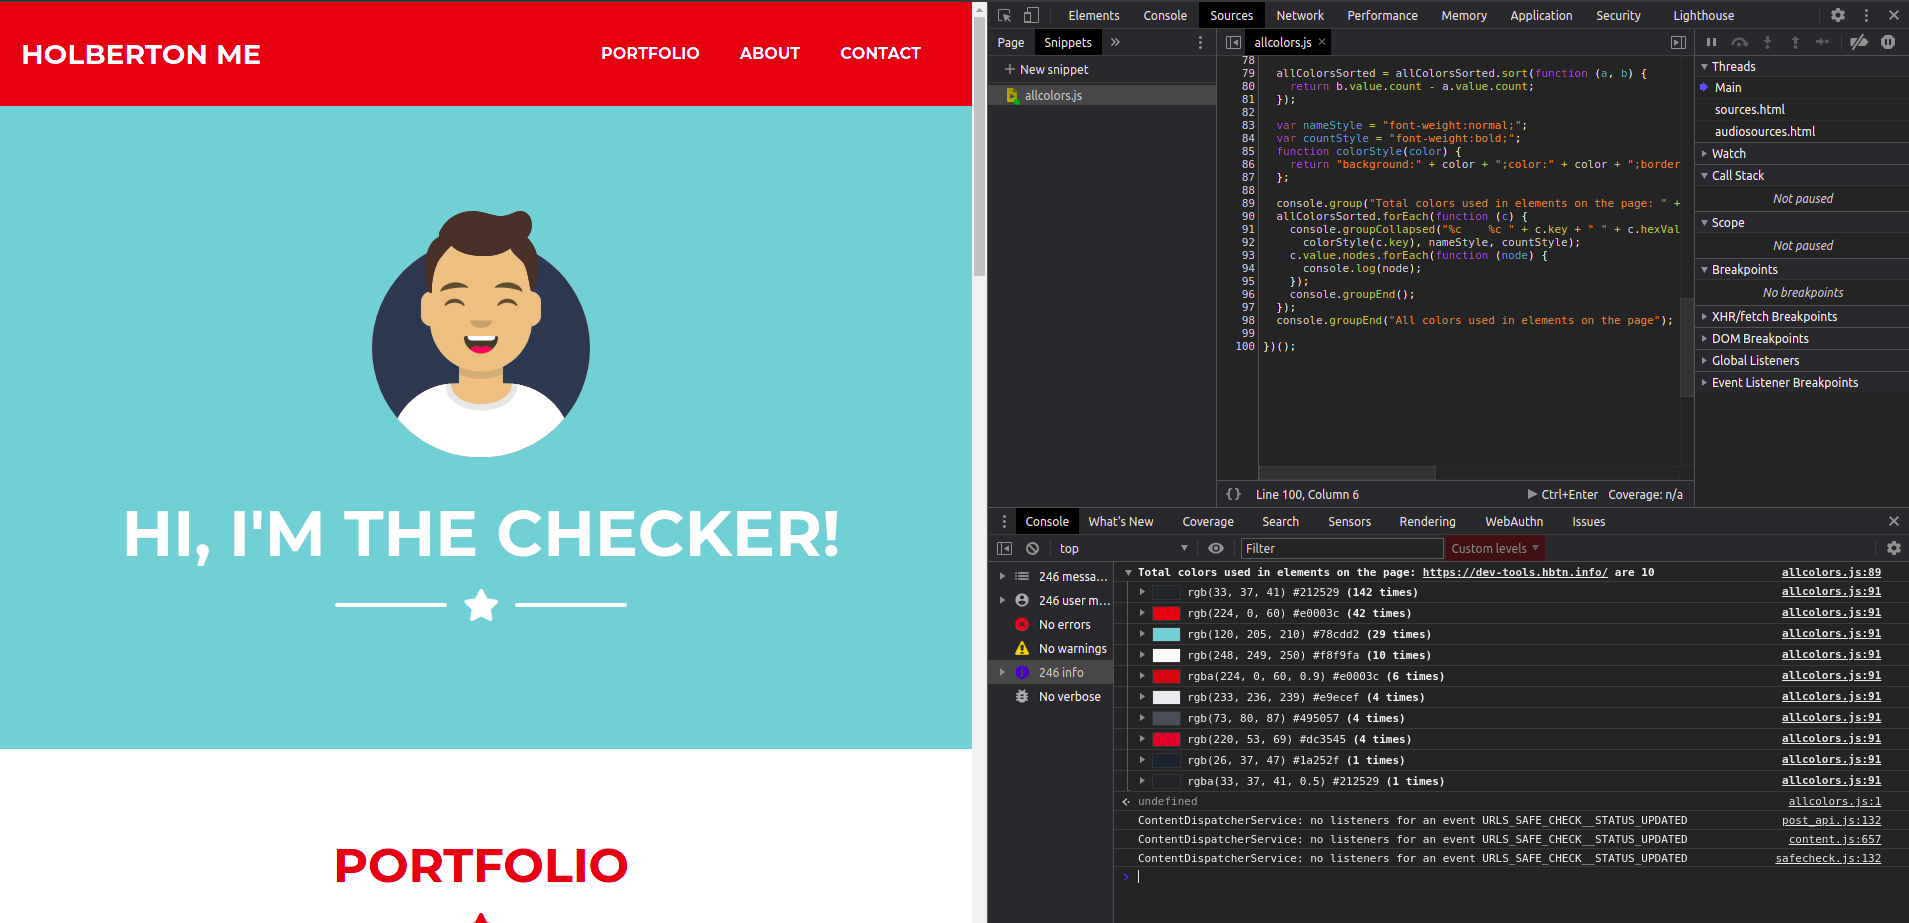 HOLBERTON ME
PORTFOLIO ABOUT CONTACT
HI, I'M THE CHECKER!
PORTFOLIO
Elements Console Sources Network Performance Memory Application Security Lighthouse
Page Snippets
New snippet
allcolors.js
allcolors.js
78
79 allColorsSorted = allColorsSorted.sort(function (a, b) {
80 return b.value.count - a.value.count;
81 });
82
83 var nameStyle = "font-weight:normal;";
84 var countStyle = "font-weight:bold;";
85 function colorStyle(color) {
86 return "background:" + color + ";color:" + color + ";border
87 };
88
89 console.group("Total colors used in elements on the page: " +
90 allColorsSorted.forEach(function (c) {
91 console.groupCollapsed("%c    %c " + c.key + " " + c.hexVal
92 colorStyle(c.key), nameStyle, countStyle);
93 c.value.nodes.forEach(function (node) {
94 console.log(node);
95 });
96 console.groupEnd();
97 });
98 console.groupEnd("All colors used in elements on the page");
99
100 })();
{} Line 100, Column 6 Ctrl+Enter Coverage: n/a
Threads
Main
sources.html
audiosources.html
Watch
Call Stack
Not paused
Scope
Not paused
Breakpoints
No breakpoints
XHR/fetch Breakpoints
DOM Breakpoints
Global Listeners
Event Listener Breakpoints
Console What's New Coverage Search Sensors Rendering WebAuthn Issues
top Filter Custom levels
246 messa...
246 user m...
No errors
No warnings
246 info
No verbose
Total colors used in elements on the page: https://dev-tools.hbtn.info/ are 10 allcolors.js:89
rgb(33, 37, 41) #212529 (142 times) allcolors.js:91
rgb(224, 0, 60) #e0003c (42 times) allcolors.js:91
rgb(120, 205, 210) #78cdd2 (29 times) allcolors.js:91
rgb(248, 249, 250) #f8f9fa (10 times) allcolors.js:91
rgba(224, 0, 60, 0.9) #e0003c (6 times) allcolors.js:91
rgb(233, 236, 239) #e9ecef (4 times) allcolors.js:91
rgb(73, 80, 87) #495057 (4 times) allcolors.js:91
rgb(220, 53, 69) #dc3545 (4 times) allcolors.js:91
rgb(26, 37, 47) #1a252f (1 times) allcolors.js:91
rgba(33, 37, 41, 0.5) #212529 (1 times) allcolors.js:91
undefined allcolors.js:1
ContentDispatcherService: no listeners for an event URLS_SAFE_CHECK__STATUS_UPDATED post_api.js:132
ContentDispatcherService: no listeners for an event URLS_SAFE_CHECK__STATUS_UPDATED content.js:657
ContentDispatcherService: no listeners for an event URLS_SAFE_CHECK__STATUS_UPDATED safecheck.js:132